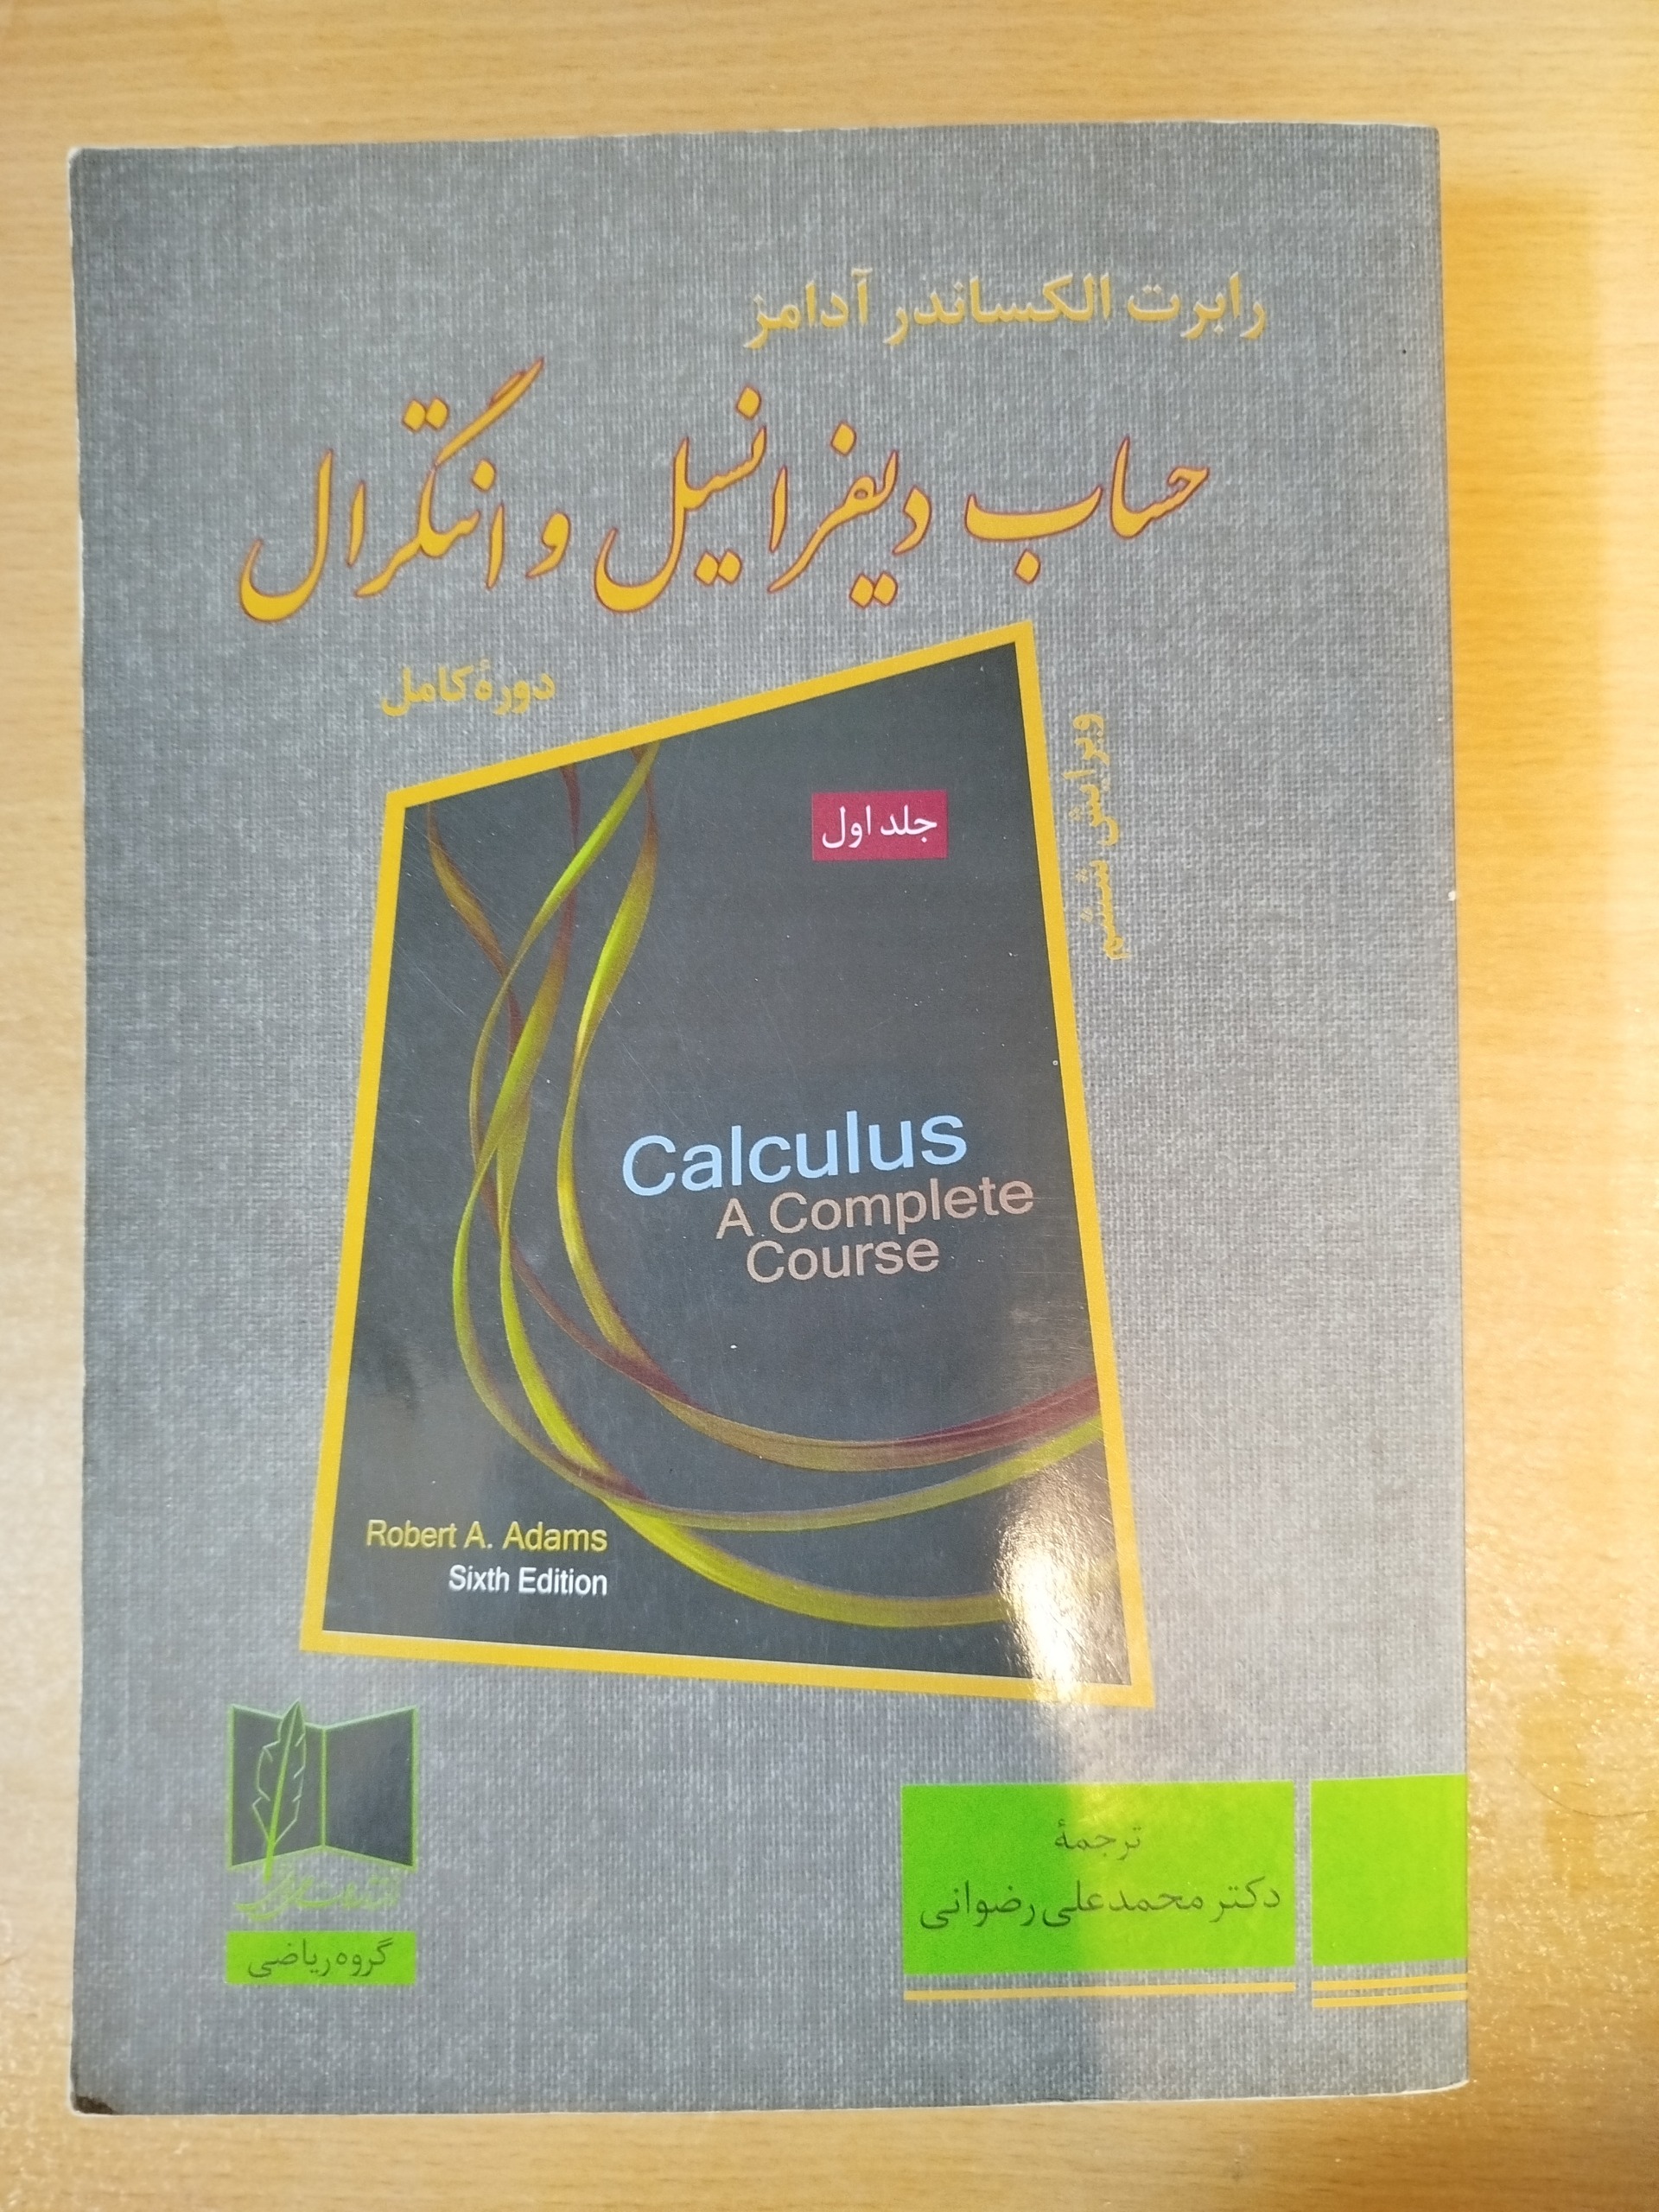 رابرت الکساندر آدامز
حساب دیفرانسیل و انتگرال
دورهٔ کامل
ویرایش ششم
جلد اول
Calculus
A Complete
Course
Robert A. Adams
Sixth Edition
ترجمهٔ
دکتر محمدعلی رضوانی
انتشارات
گروه ریاضی